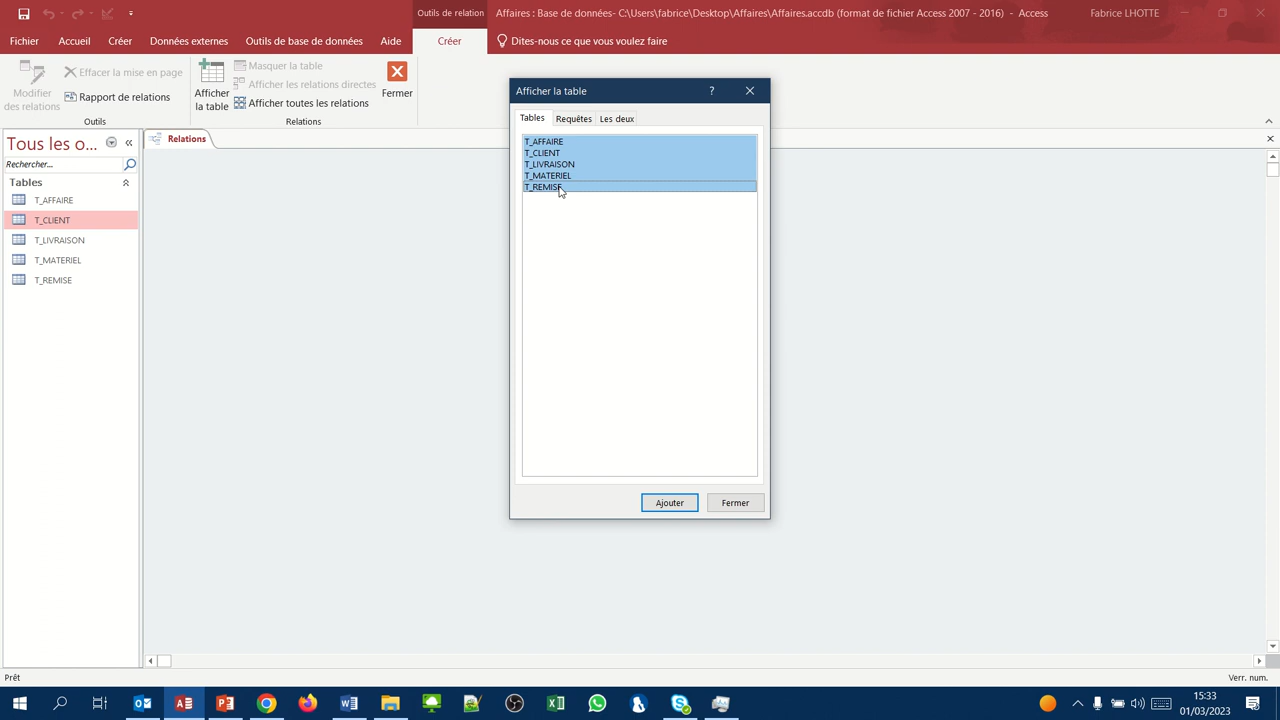 Outils de relation
Affaires : Base de données- C:\Users\fabrice\Desktop\Affaires\Affaires.accdb (format de fichier Access 2007 - 2016) - Access
Fabrice LHOTTE
Fichier
Accueil
Créer
Données externes
Outils de base de données
Aide
Créer
Dites-nous ce que vous voulez faire
Modifier
des relations
Effacer la mise en page
Rapport de relations
Outils
Afficher
la table
Masquer la table
Afficher les relations directes
Afficher toutes les relations
Relations
Fermer
Tous les o...
Rechercher...
Tables
T_AFFAIRE
T_CLIENT
T_LIVRAISON
T_MATERIEL
T_REMISE
Relations
Afficher la table
?
Tables
Requêtes
Les deux
T_AFFAIRE
T_CLIENT
T_LIVRAISON
T_MATERIEL
T_REMISE
Ajouter
Fermer
Prêt
Verr. num.
15:33
01/03/2023